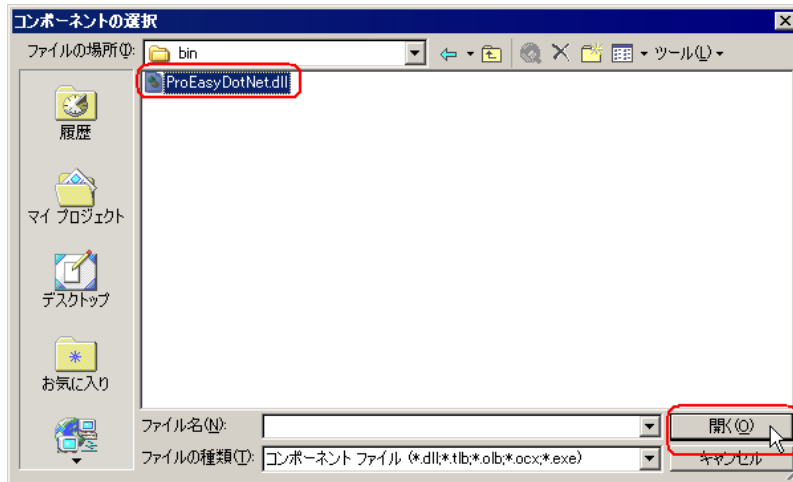 コンポーネントの選択
ファイルの場所(I):
bin
ツール(L)
ProEasyDotNet.dll
履歴
マイ プロジェクト
デスクトップ
お気に入り
ファイル名(N):
開く(O)
ファイルの種類(T):
コンポーネント ファイル (*.dll;*.tlb;*.olb;*.ocx;*.exe)
キャンセル